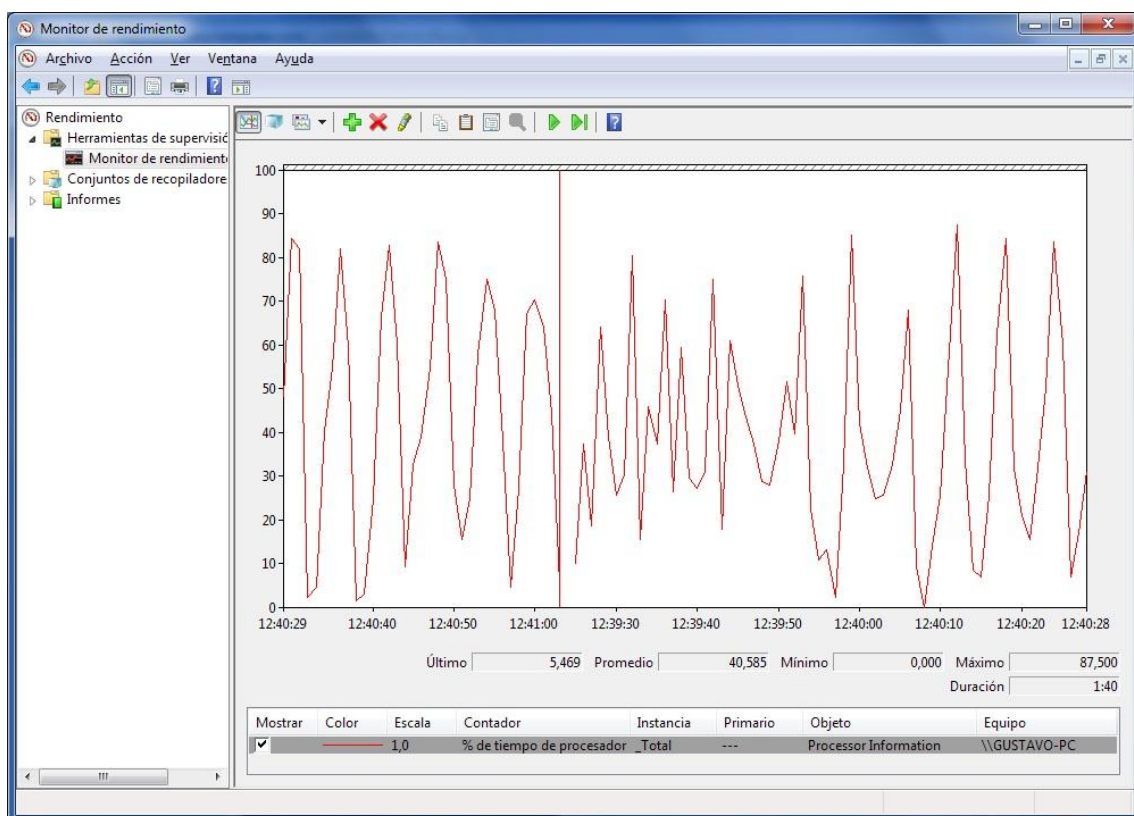 Monitor de rendimiento
Archivo Acción Ver Ventana Ayuda
Rendimiento
Herramientas de supervisió
Monitor de rendimient
Conjuntos de recopiladore
Informes
100
90
80
70
60
50
40
30
20
10
0
12:40:29 12:40:40 12:40:50 12:41:00 12:39:30 12:39:40 12:39:50 12:40:00 12:40:10 12:40:20 12:40:28
Último 5,469 Promedio 40,585 Mínimo 0,000 Máximo 87,500
Duración 1:40
Mostrar Color Escala Contador Instancia Primario Objeto Equipo
1,0 % de tiempo de procesador _Total --- Processor Information \\GUSTAVO-PC